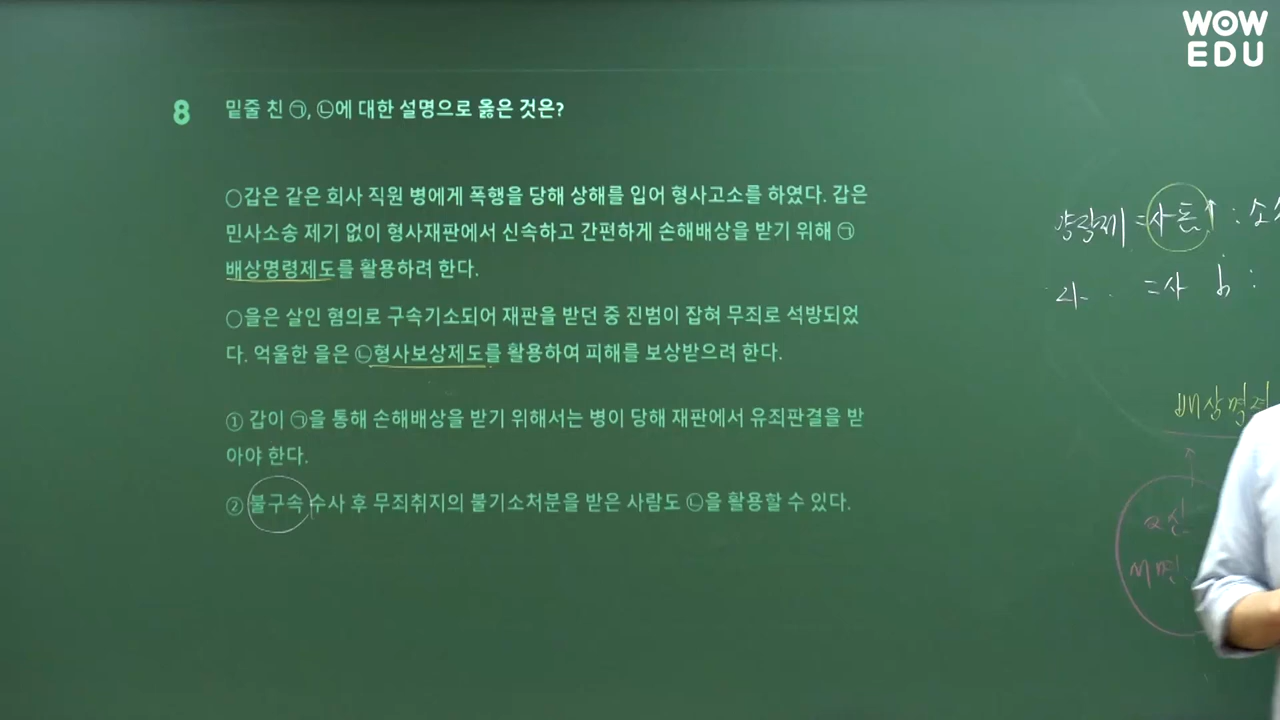 WOW
EDU
8 밑줄 친 ㉠, ㉡에 대한 설명으로 옳은 것은?
○갑은 같은 회사 직원 병에게 폭행을 당해 상해를 입어 형사고소를 하였다. 갑은
민사소송 제기 없이 형사재판에서 신속하고 간편하게 손해배상을 받기 위해 ㉠
배상명령제도를 활용하려 한다.
○을은 살인 혐의로 구속기소되어 재판을 받던 중 진범이 잡혀 무죄로 석방되었
다. 억울한 을은 ㉡형사보상제도를 활용하여 피해를 보상받으려 한다.
① 갑이 ㉠을 통해 손해배상을 받기 위해서는 병이 당해 재판에서 유죄판결을 받
아야 한다.
② 불구속 수사 후 무죄취지의 불기소처분을 받은 사람도 ㉡을 활용할 수 있다.
배상명